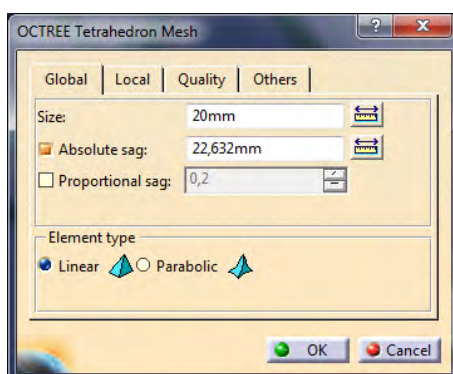 OCTREE Tetrahedron Mesh
Global Local Quality Others
Size: 20mm
Absolute sag: 22,632mm
Proportional sag: 0,2
Element type
Linear Parabolic
OK Cancel